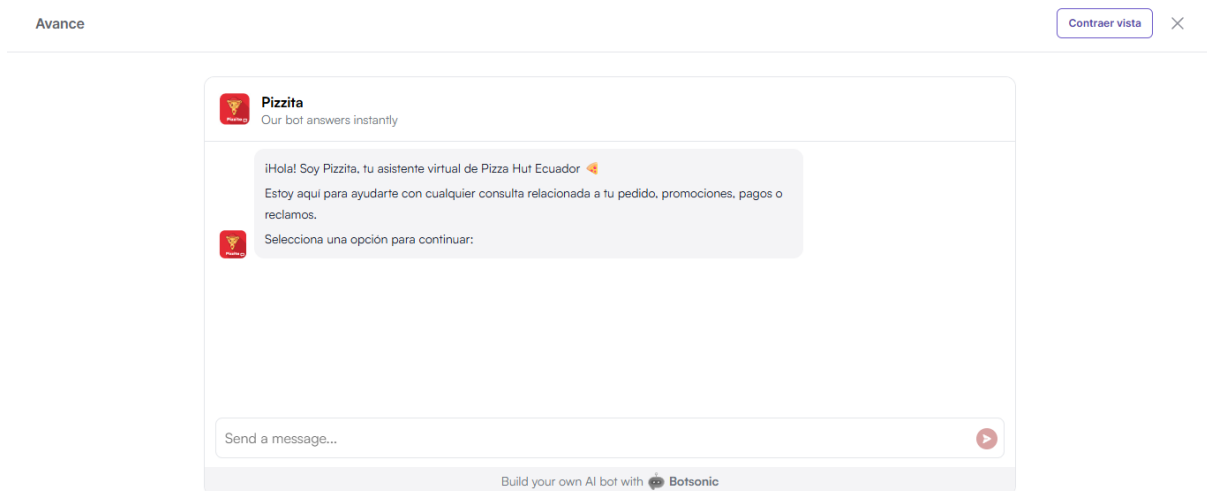 Avance
Contraer vista
Pizzita
Our bot answers instantly
¡Hola! Soy Pizzita, tu asistente virtual de Pizza Hut Ecuador 🍕
Estoy aquí para ayudarte con cualquier consulta relacionada a tu pedido, promociones, pagos o
reclamos.
Selecciona una opción para continuar:
Send a message...
Build your own AI bot with Botsonic